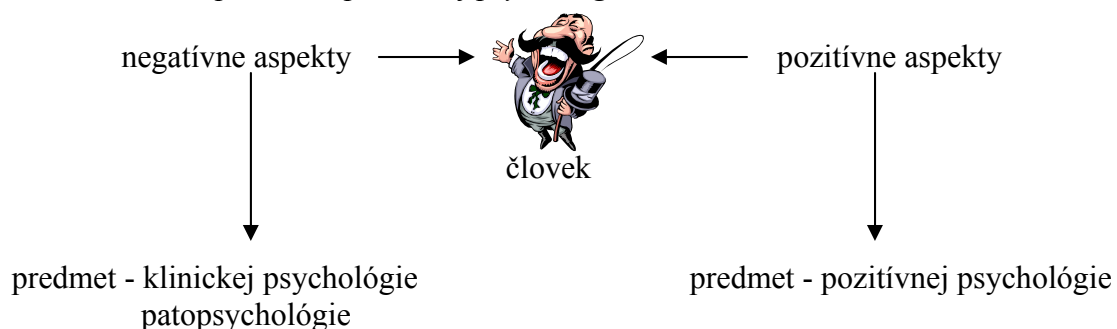 negatívne aspekty
pozitívne aspekty
človek
predmet - klinickej psychológie
patopsychológie
predmet - pozitívnej psychológie